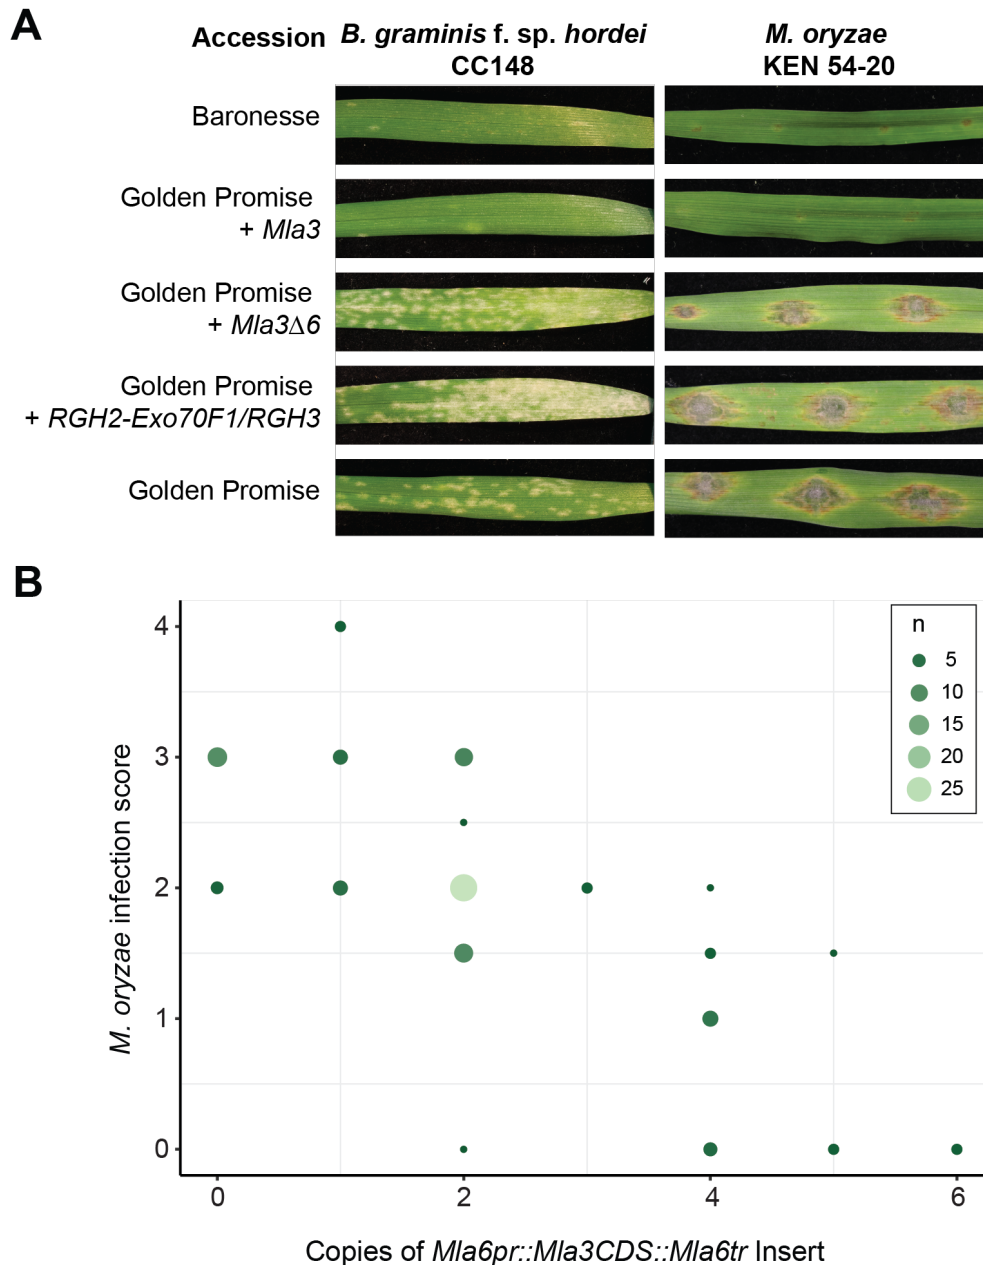 A
Accession B. graminis f. sp. hordei M. oryzae
CC148 KEN 54-20
Baronesse
Golden Promise
+ Mla3
Golden Promise
+ Mla3Δ6
Golden Promise
+ RGH2-Exo70F1/RGH3
Golden Promise
B
n
5
10
15
20
25
4
3
2
1
0
M. oryzae infection score
0 2 4 6
Copies of Mla6pr::Mla3CDS::Mla6tr Insert